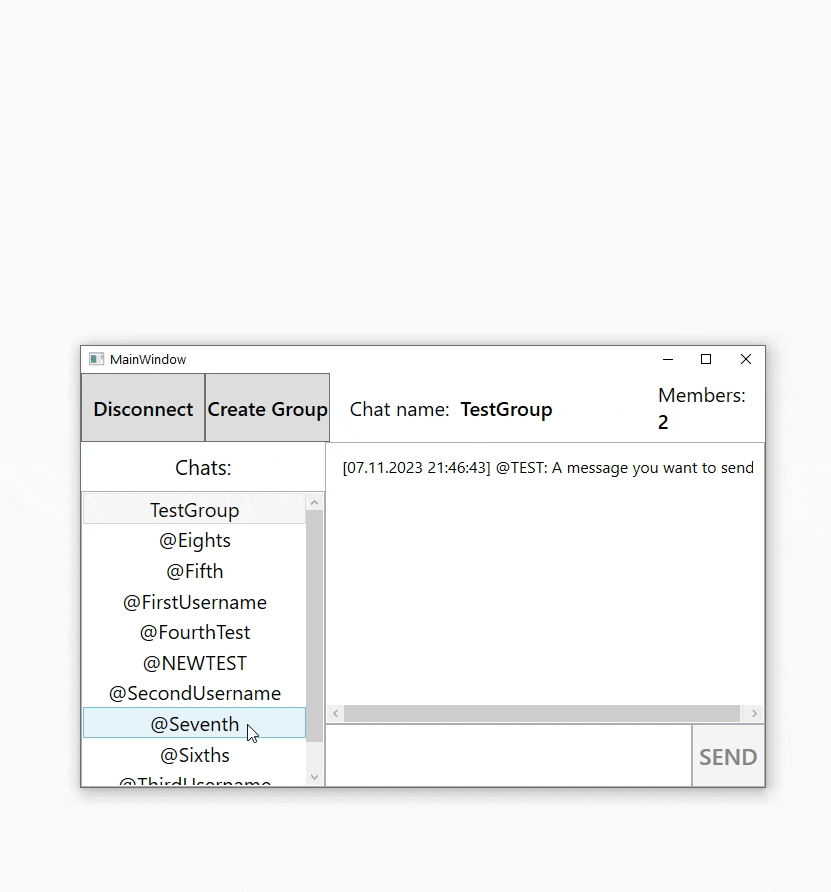 MainWindow
Disconnect
Create Group
Chat name: TestGroup
Members:
2
Chats:
[07.11.2023 21:46:43] @TEST: A message you want to send
TestGroup
@Eights
@Fifth
@FirstUsername
@FourthTest
@NEWTEST
@SecondUsername
@Seventh
@Sixths
@ThirdUsername
SEND